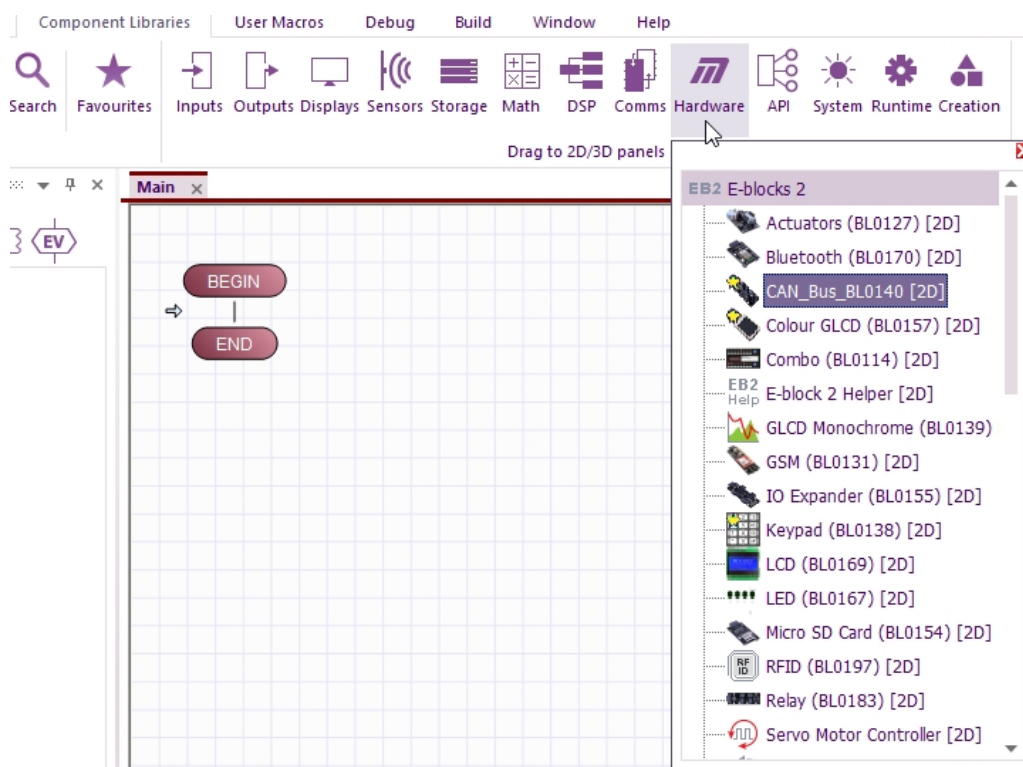 Component Libraries User Macros Debug Build Window Help
Search Favourites Inputs Outputs Displays Sensors Storage Math DSP Comms Hardware API System Runtime Creation
Drag to 2D/3D panels
Main
EV
BEGIN
END
EB2 E-blocks 2
Actuators (BL0127) [2D]
Bluetooth (BL0170) [2D]
CAN_Bus_BL0140 [2D]
Colour GLCD (BL0157) [2D]
Combo (BL0114) [2D]
EB2 Help E-block 2 Helper [2D]
GLCD Monochrome (BL0139)
GSM (BL0131) [2D]
IO Expander (BL0155) [2D]
Keypad (BL0138) [2D]
LCD (BL0169) [2D]
LED (BL0167) [2D]
Micro SD Card (BL0154) [2D]
RF ID RFID (BL0197) [2D]
Relay (BL0183) [2D]
Servo Motor Controller [2D]